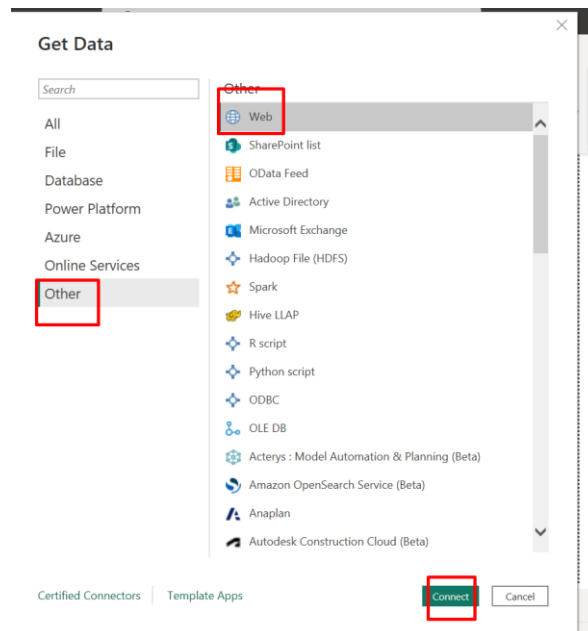 Get Data
Search
All
File
Database
Power Platform
Azure
Online Services
Other
Other
Web
SharePoint list
OData Feed
Active Directory
Microsoft Exchange
Hadoop File (HDFS)
Spark
Hive LLAP
R script
Python script
ODBC
OLE DB
Acterys : Model Automation & Planning (Beta)
Amazon OpenSearch Service (Beta)
Anaplan
Autodesk Construction Cloud (Beta)
Certified Connectors Template Apps Connect Cancel